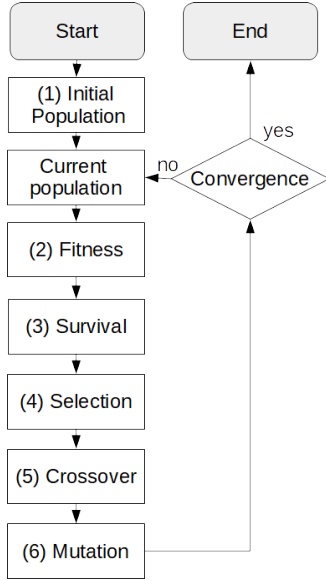 Start
(1) Initial
Population
Current
population
(2) Fitness
(3) Survival
(4) Selection
(5) Crossover
(6) Mutation
End
yes
no
Convergence